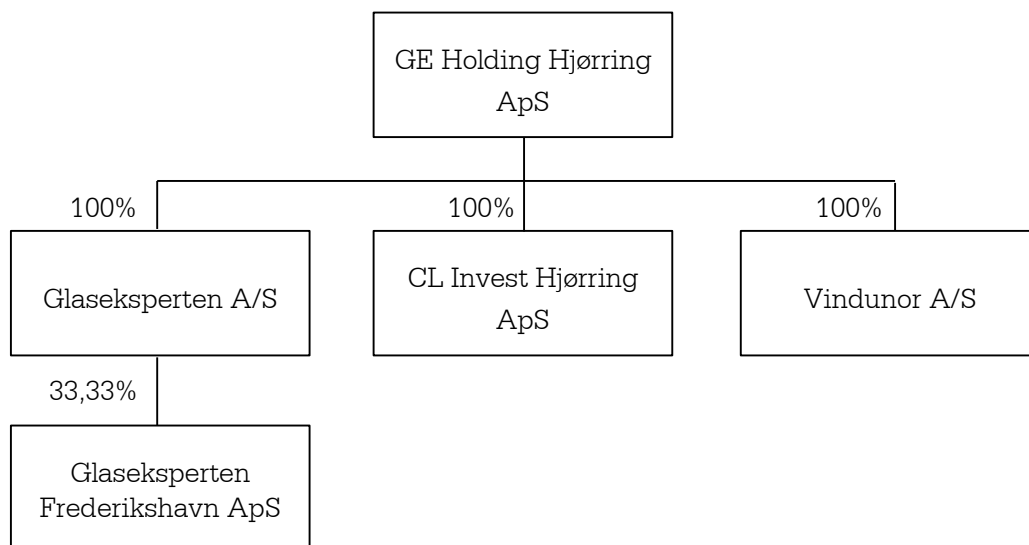 GE Holding Hjørring
ApS
100%
100%
100%
Glaseksperten A/S
CL Invest Hjørring
ApS
Vindunor A/S
33,33%
Glaseksperten
Frederikshavn ApS